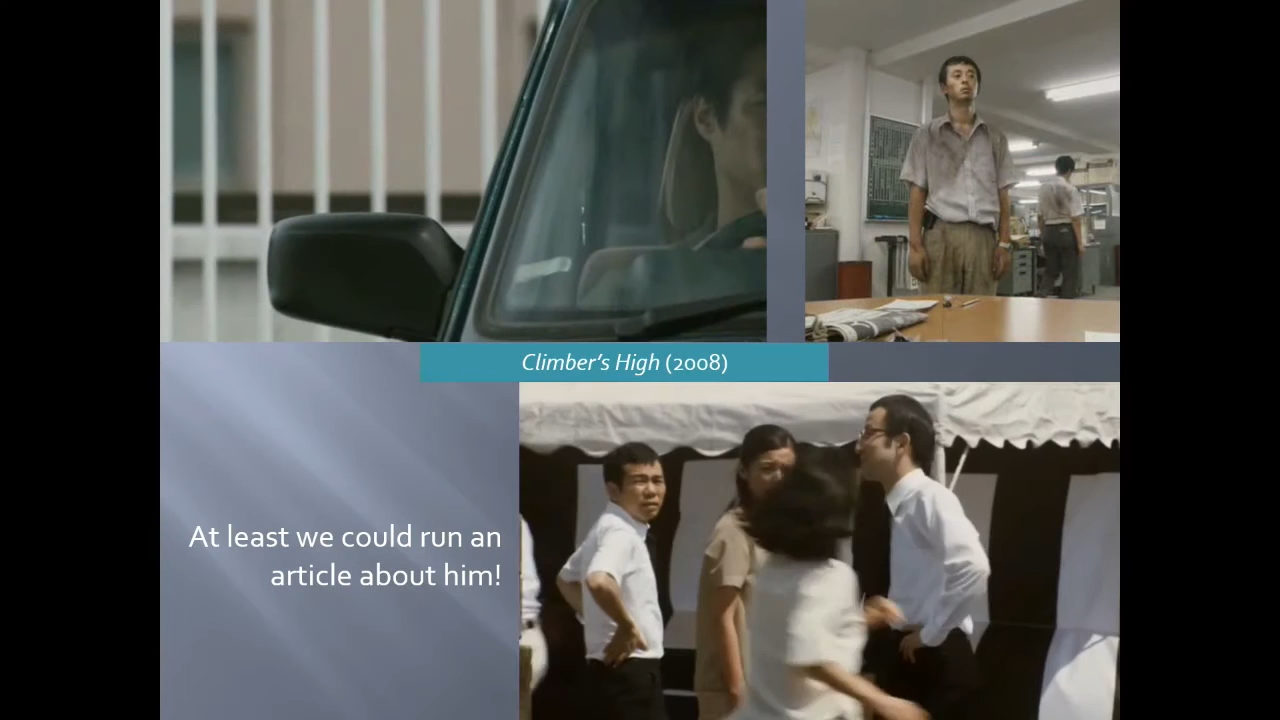 Climber's High (2008)
At least we could run an
article about him!